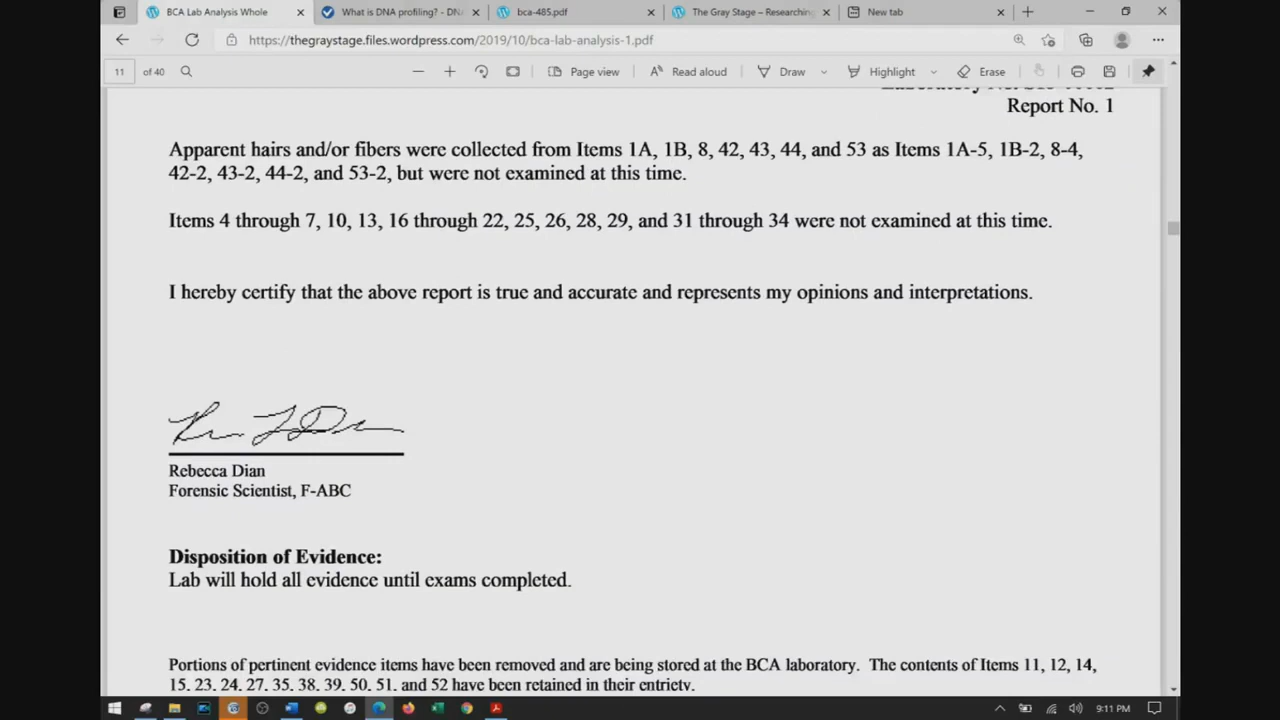 BCA Lab Analysis Whole
What is DNA profiling? - DN
bca-485.pdf
The Gray Stage – Researching
New tab
https://thegraystage.files.wordpress.com/2019/10/bca-lab-analysis-1.pdf
11 of 40
Page view
Read aloud
Draw
Highlight
Erase
Report No. 1
Apparent hairs and/or fibers were collected from Items 1A, 1B, 8, 42, 43, 44, and 53 as Items 1A-5, 1B-2, 8-4,
42-2, 43-2, 44-2, and 53-2, but were not examined at this time.
Items 4 through 7, 10, 13, 16 through 22, 25, 26, 28, 29, and 31 through 34 were not examined at this time.
I hereby certify that the above report is true and accurate and represents my opinions and interpretations.
Rebecca Dian
Forensic Scientist, F-ABC
Disposition of Evidence:
Lab will hold all evidence until exams completed.
Portions of pertinent evidence items have been removed and are being stored at the BCA laboratory. The contents of Items 11, 12, 14,
15, 23, 24, 27, 35, 38, 39, 50, 51, and 52 have been retained in their entriety.
9:11 PM